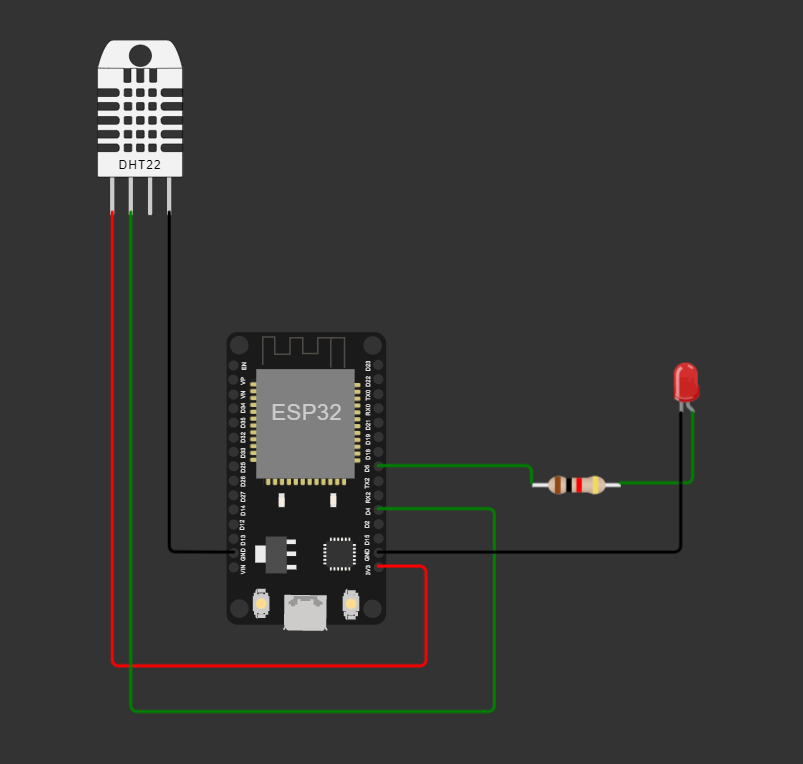 DHT22
ESP32
EN
VP
VN
D34
D35
D32
D33
D25
D26
D27
D14
D12
D13
GND
VIN
D23
D22
TX0
RX0
D21
D19
D18
D5
TX2
RX2
D4
D2
D15
GND
3V3